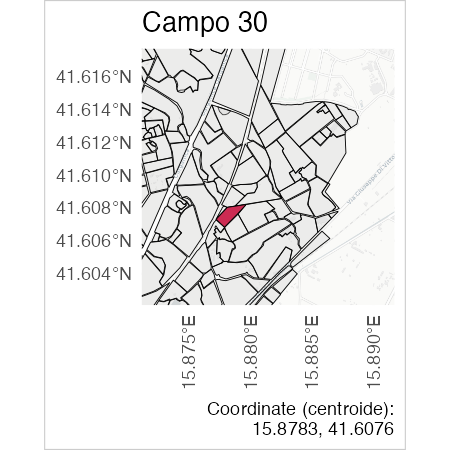 Campo 30
41.616°N
41.614°N
41.612°N
41.610°N
41.608°N
41.606°N
41.604°N
Via Giuseppe Di Vitto
15.875°E
15.880°E
15.885°E
15.890°E
Coordinate (centroide):
15.8783, 41.6076